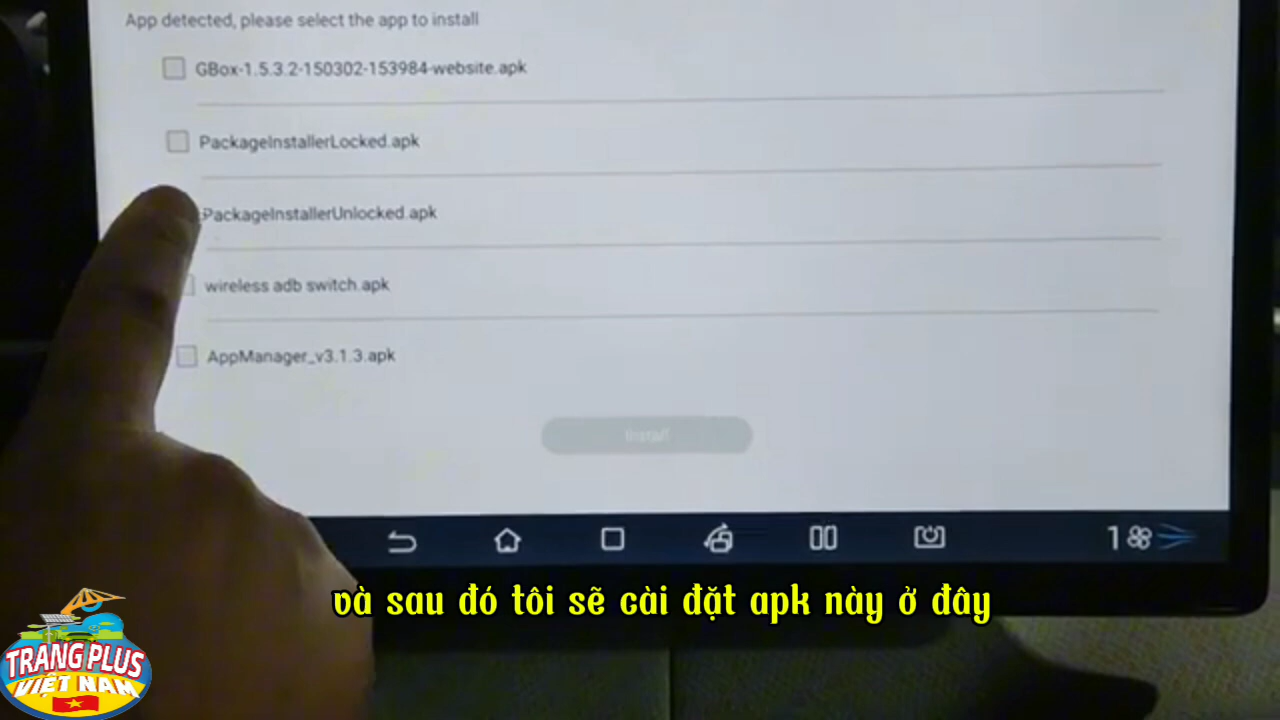 App detected, please select the app to install
GBox-1.5.3.2-150302-153984-website.apk
PackageInstallerLocked.apk
PackageInstallerUnlocked.apk
wireless adb switch.apk
AppManager_v3.1.3.apk
Install
1
và sau đó tôi sẽ cài đặt apk này ở đây
TRANG PLUS
VIỆT NAM